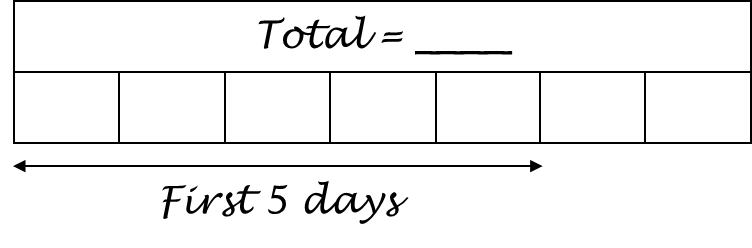 Total = ____
First 5 days